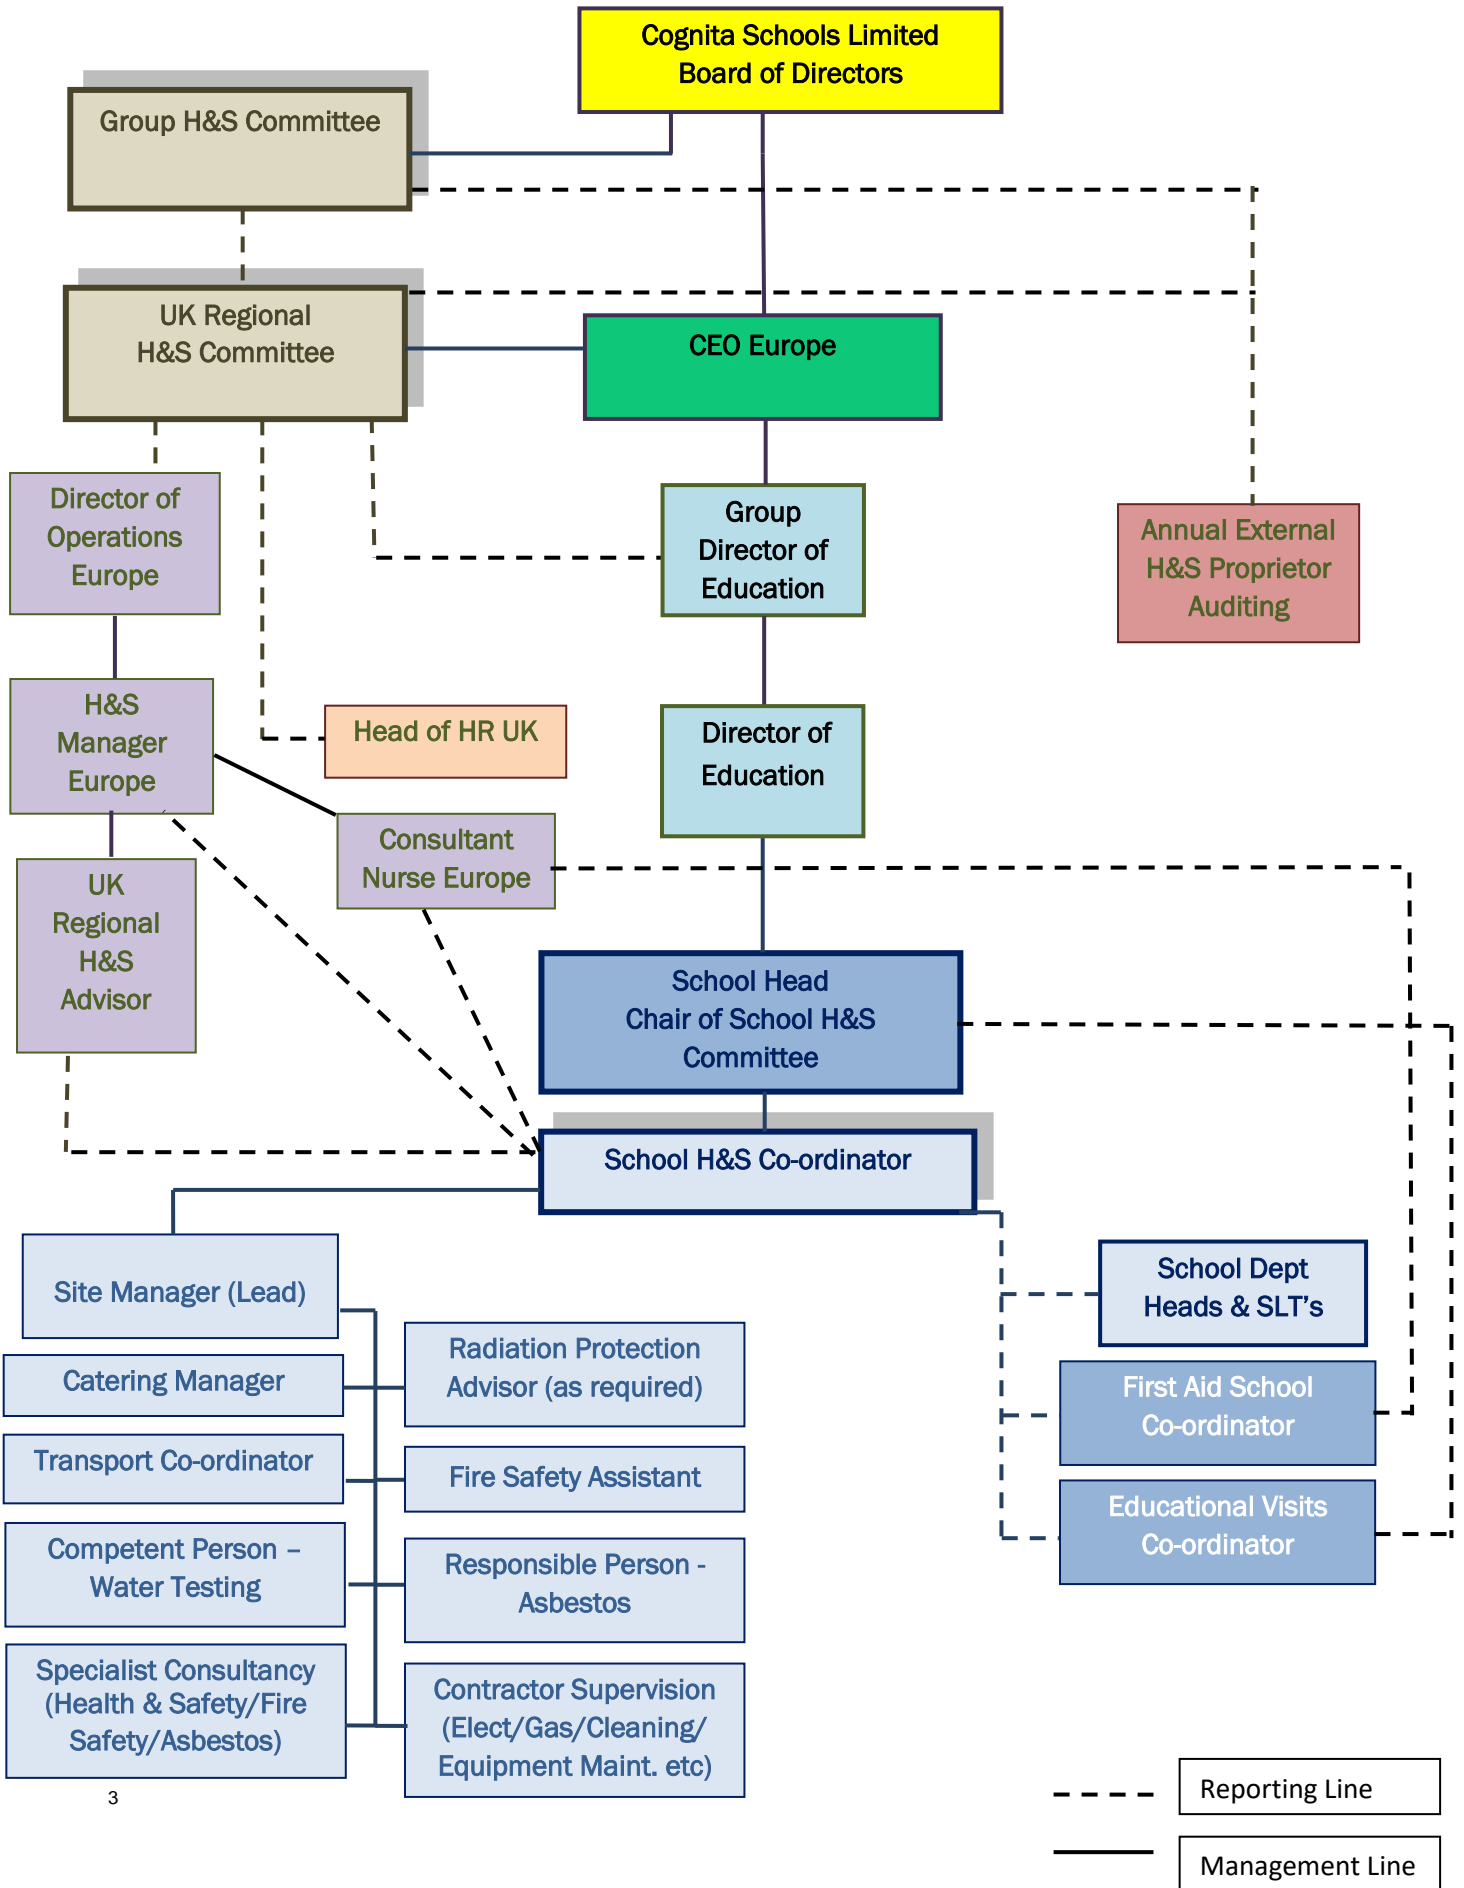 Cognita Schools Limited
Board of Directors
Group H&S Committee
UK Regional
H&S Committee
CEO Europe
Director of
Operations
Europe
Group
Director of
Education
Annual External
H&S Proprietor
Auditing
H&S
Manager
Europe
Head of HR UK
Director of
Education
Consultant
Nurse Europe
UK
Regional
H&S
Advisor
School Head
Chair of School H&S
Committee
School H&S Co-ordinator
Site Manager (Lead)
School Dept
Heads & SLT’s
Radiation Protection
Advisor (as required)
Catering Manager
First Aid School
Co-ordinator
Transport Co-ordinator
Fire Safety Assistant
Educational Visits
Co-ordinator
Competent Person –
Water Testing
Responsible Person -
Asbestos
Specialist Consultancy
(Health & Safety/Fire
Safety/Asbestos)
Contractor Supervision
(Elect/Gas/Cleaning/
Equipment Maint. etc)
3
Reporting Line
Management Line